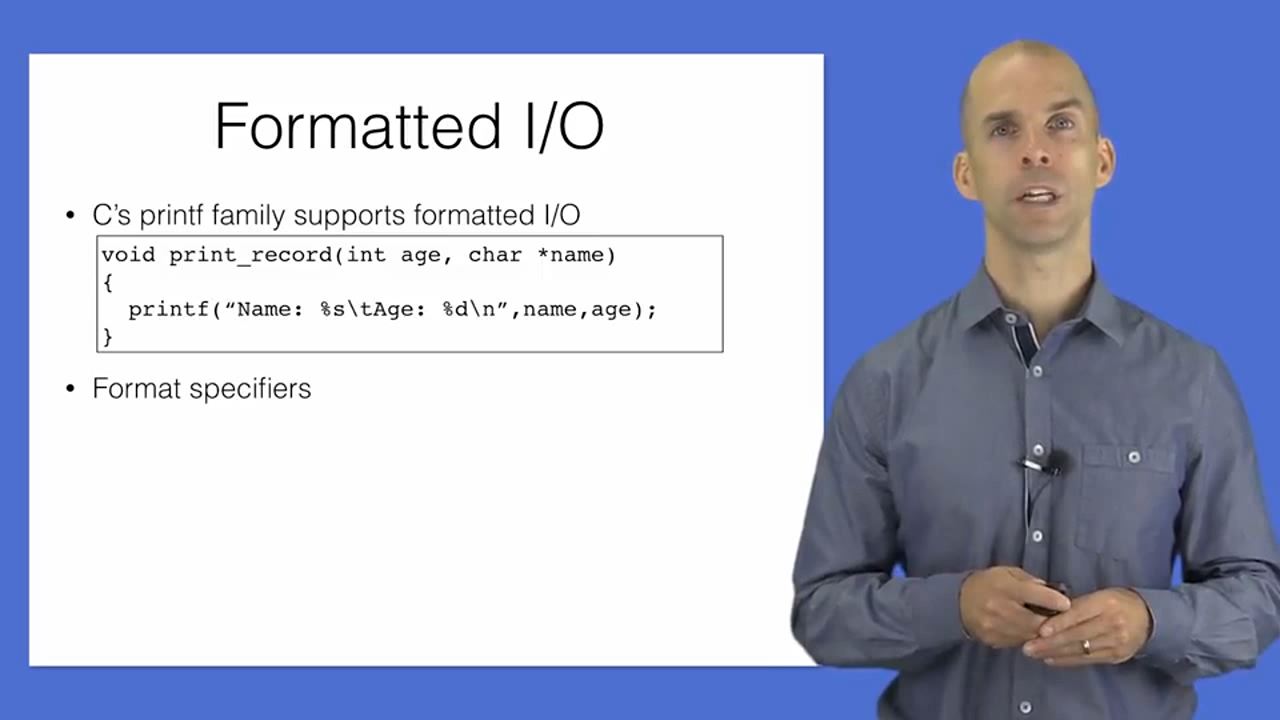 Formatted I/O
• C’s printf family supports formatted I/O
void print_record(int age, char *name)
{
  printf(“Name: %s\tAge: %d\n”,name,age);
}
• Format specifiers